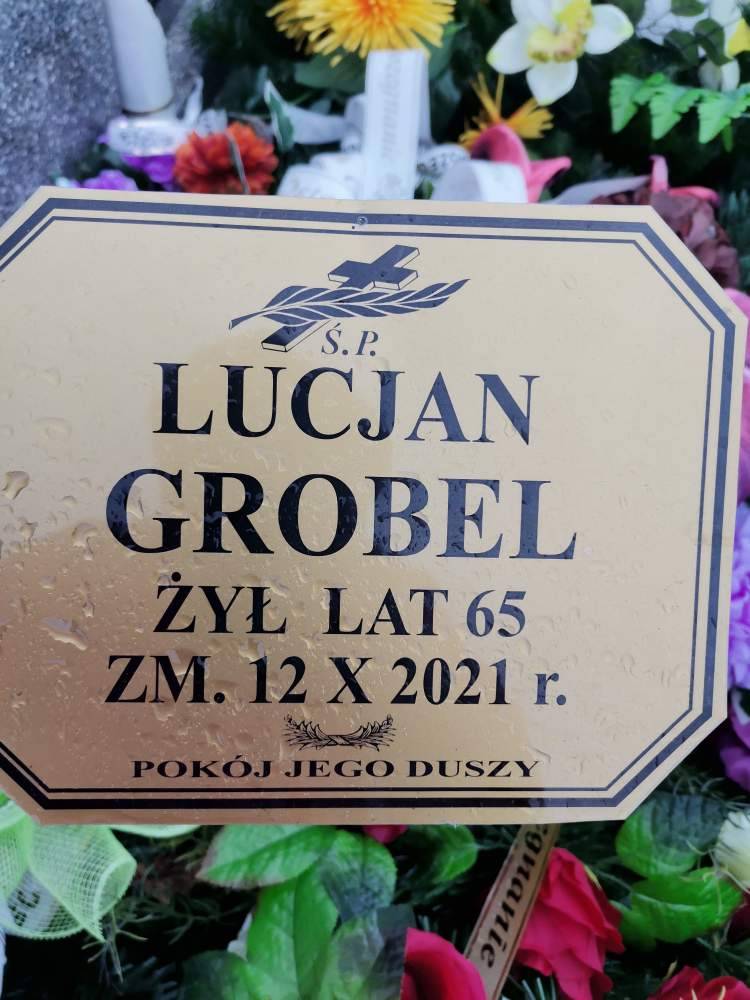 Ś.P.
LUCJAN
GROBEL
ŻYŁ LAT 65
ZM. 12 X 2021 r.
POKÓJ JEGO DUSZY